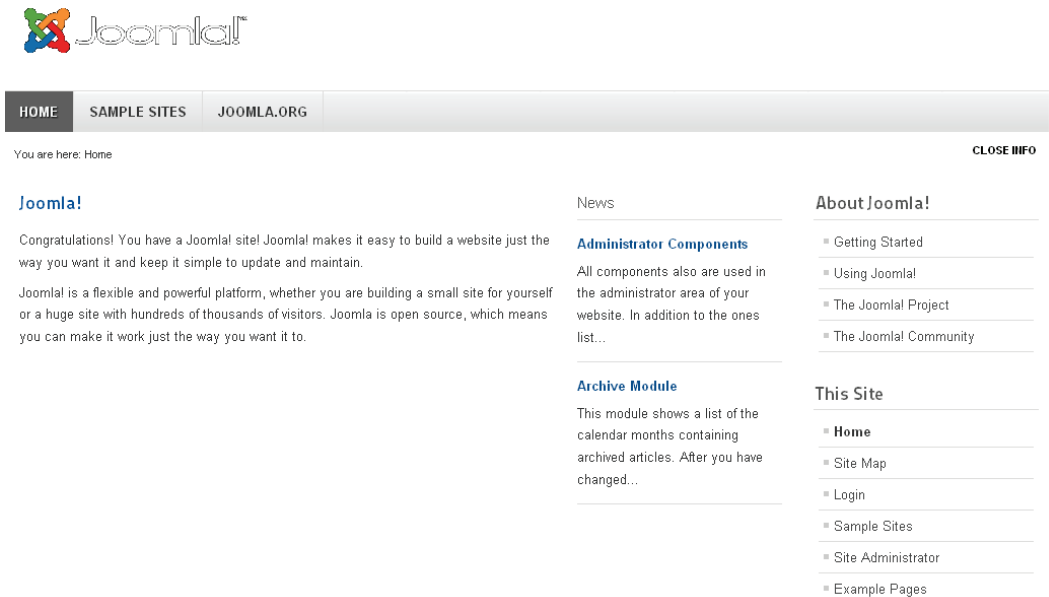 Joomla!™
HOME SAMPLE SITES JOOMLA.ORG
You are here: Home
CLOSE INFO
Joomla!
Congratulations! You have a Joomla! site! Joomla! makes it easy to build a website just the
way you want it and keep it simple to update and maintain.
Joomla! is a flexible and powerful platform, whether you are building a small site for yourself
or a huge site with hundreds of thousands of visitors. Joomla is open source, which means
you can make it work just the way you want it to.
News
Administrator Components
All components also are used in
the administrator area of your
website. In addition to the ones
list...
Archive Module
This module shows a list of the
calendar months containing
archived articles. After you have
changed...
About Joomla!
Getting Started
Using Joomla!
The Joomla! Project
The Joomla! Community
This Site
Home
Site Map
Login
Sample Sites
Site Administrator
Example Pages